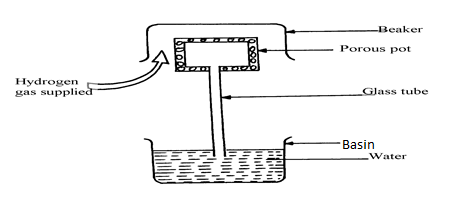 Beaker
Porous pot
Hydrogen
gas supplied
Glass tube
Basin
Water